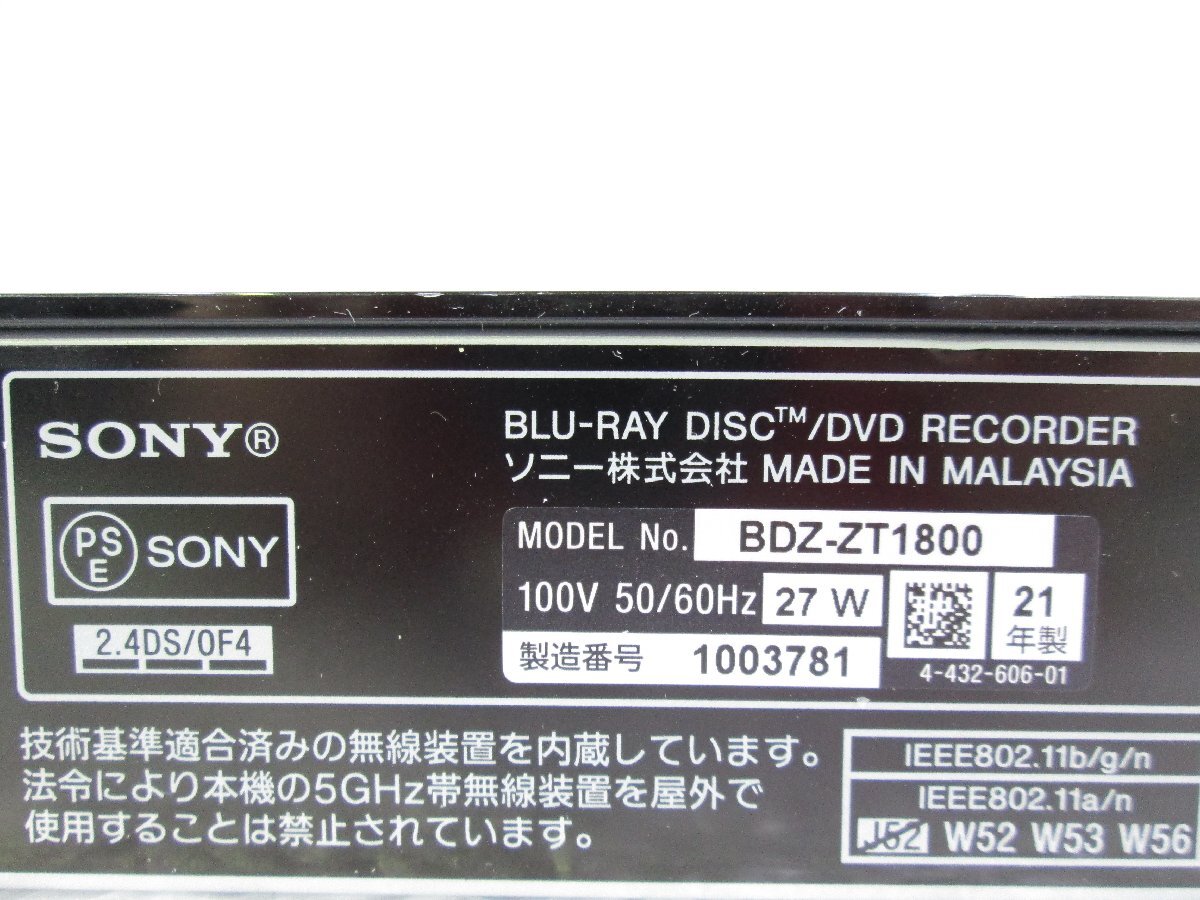 SONY®
PSE SONY
2.4DS/OF4
BLU-RAY DISC™/DVD RECORDER
ソニー株式会社 MADE IN MALAYSIA
MODEL No. BDZ-ZT1800
100V 50/60Hz 27 W
21年製
製造番号 1003781
4-432-606-01
技術基準適合済みの無線装置を内蔵しています。
法令により本機の5GHz帯無線装置を屋外で
使用することは禁止されています。
IEEE802.11b/g/n
IEEE802.11a/n
J52 W52 W53 W56